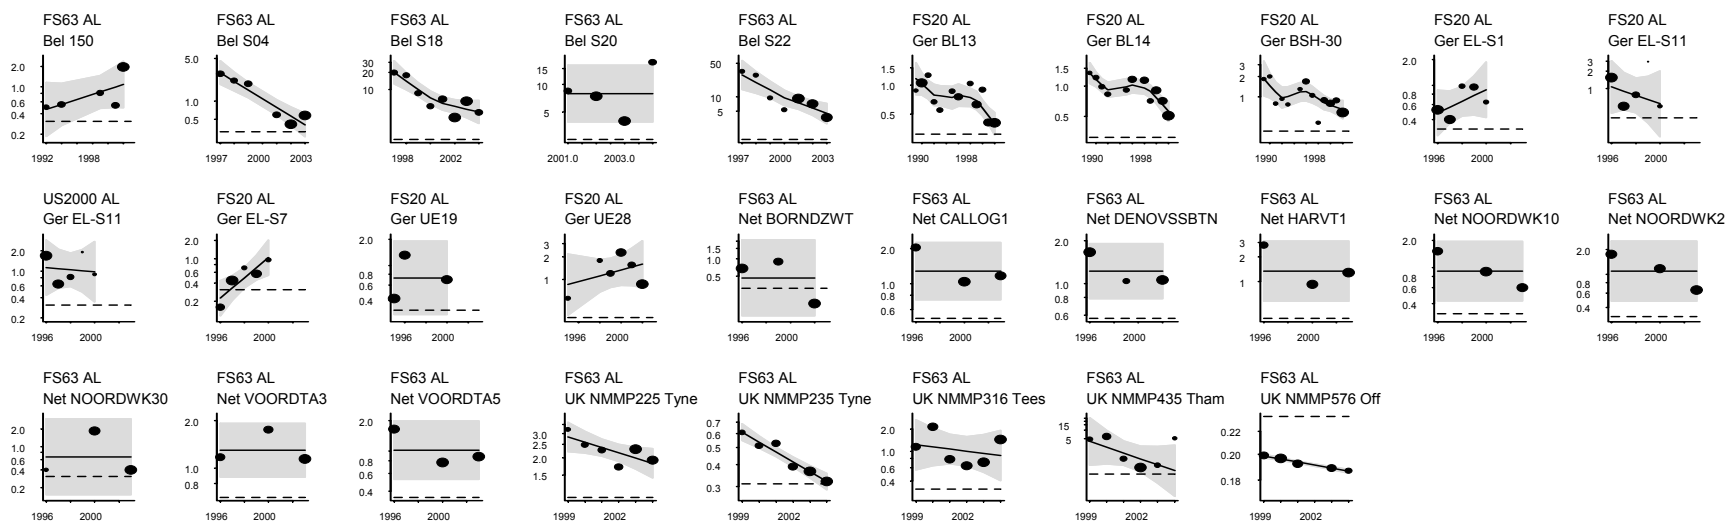 FS63 AL
Bel 150
2.0
1.0
0.6
0.4
0.2
1992
1998
FS63 AL
Bel S04
5.0
1.0
0.5
1997
2000
2003
FS63 AL
Bel S18
30
20
10
1998
2002
FS63 AL
Bel S20
15
10
5
2001.0
2003.0
FS63 AL
Bel S22
50
10
5
1997
2000
2003
FS20 AL
Ger BL13
1.5
1.0
0.5
1990
1998
FS20 AL
Ger BL14
1.5
1.0
0.5
1990
1998
FS20 AL
Ger BSH-30
3
2
1
1990
1998
FS20 AL
Ger EL-S1
2.0
0.8
0.6
0.4
1996
2000
FS20 AL
Ger EL-S11
3
2
1
1996
2000
US2000 AL
Ger EL-S11
2.0
1.0
0.6
0.4
0.2
1996
2000
FS20 AL
Ger EL-S7
2.0
1.0
0.6
0.4
0.2
1996
2000
FS20 AL
Ger UE19
2.0
0.8
0.6
0.4
1996
2000
FS20 AL
Ger UE28
3
2
1
1996
2000
FS63 AL
Net BORNDZWT
1.5
1.0
0.5
1996
2000
FS63 AL
Net CALLOG1
2.0
1.0
0.8
0.6
1996
2000
FS63 AL
Net DENOVSSBTN
2.0
1.0
0.8
0.6
1996
2000
FS63 AL
Net HARVT1
3
2
1
1996
2000
FS63 AL
Net NOORDWK10
2.0
0.8
0.6
0.4
1996
2000
FS63 AL
Net NOORDWK2
2.0
0.8
0.6
0.4
1996
2000
FS63 AL
Net NOORDWK30
2.0
1.0
0.6
0.4
0.2
1996
2000
FS63 AL
Net VOORDTA3
2.0
1.0
0.8
1996
2000
FS63 AL
Net VOORDTA5
2.0
0.8
0.6
0.4
1996
2000
FS63 AL
UK NMMP225 Tyne
3.0
2.5
2.0
1.5
1999
2002
FS63 AL
UK NMMP235 Tyne
0.7
0.6
0.5
0.4
0.3
1999
2002
FS63 AL
UK NMMP316 Tees
2.0
1.0
0.6
0.4
1999
2002
FS63 AL
UK NMMP435 Tham
15
5
1999
2002
FS63 AL
UK NMMP576 Off
0.22
0.20
0.18
1999
2002